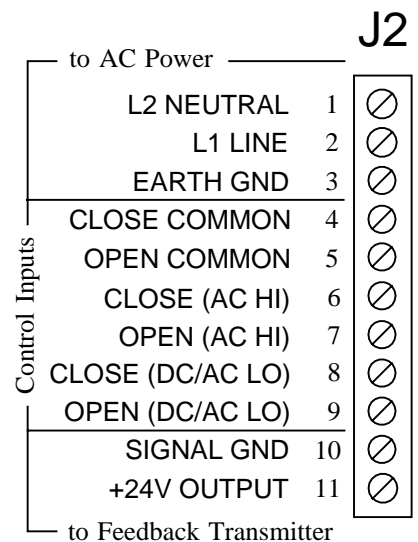 J2
to AC Power
L2 NEUTRAL 1
L1 LINE 2
EARTH GND 3
Control Inputs
CLOSE COMMON 4
OPEN COMMON 5
CLOSE (AC HI) 6
OPEN (AC HI) 7
CLOSE (DC/AC LO) 8
OPEN (DC/AC LO) 9
SIGNAL GND 10
+24V OUTPUT 11
to Feedback Transmitter